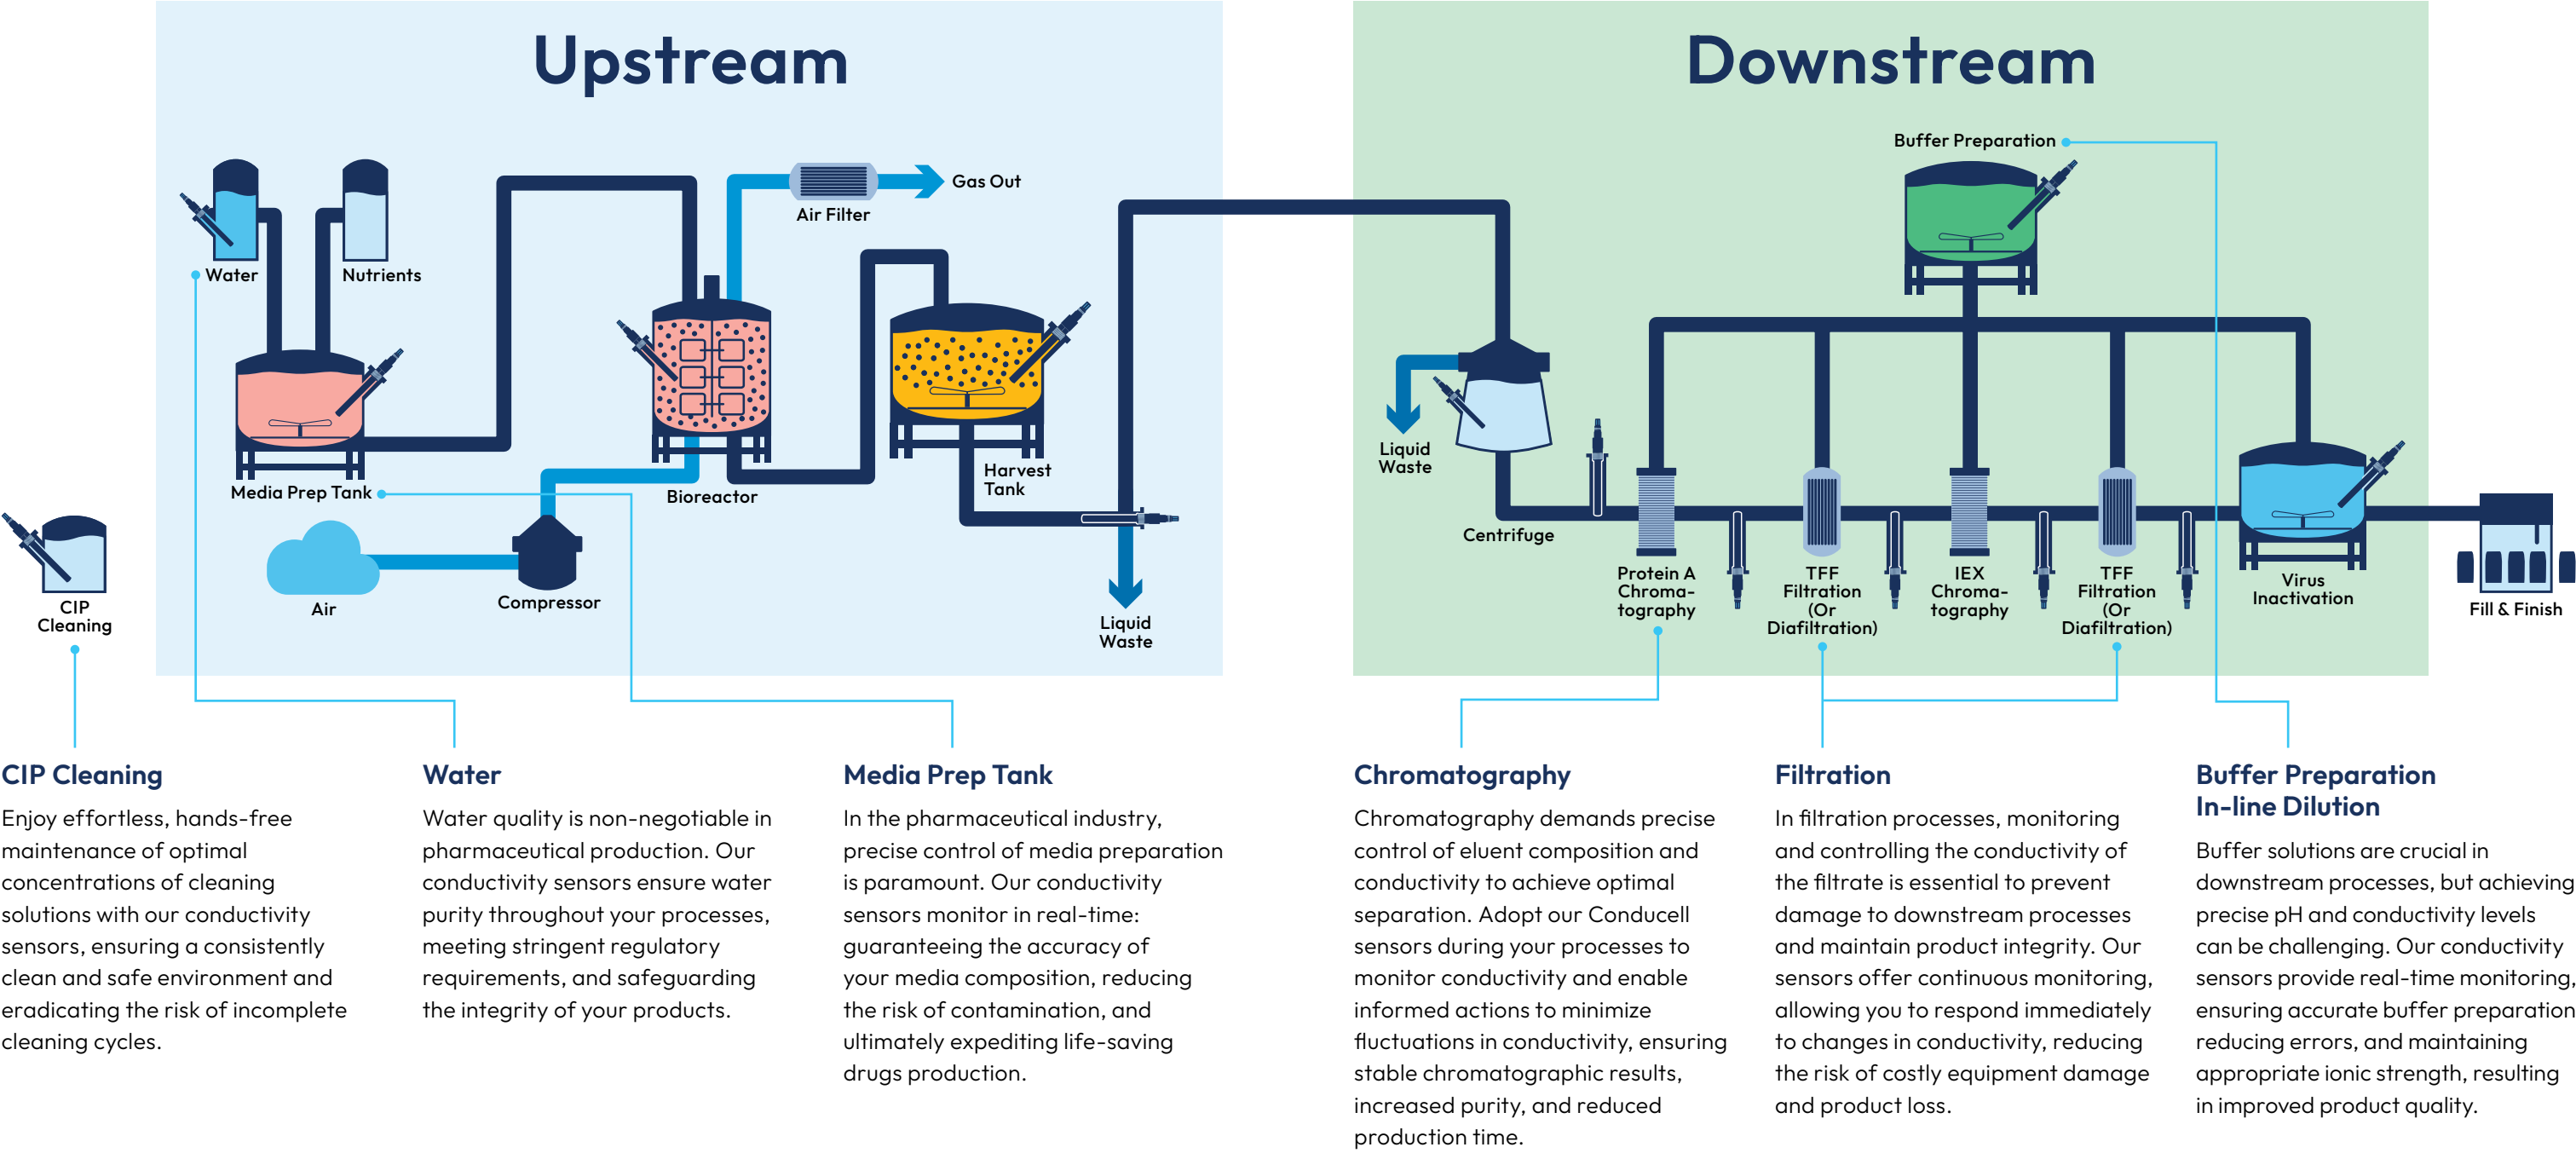 Upstream
Downstream
Water
Nutrients
Air Filter
Gas Out
Media Prep Tank
Bioreactor
Harvest
Tank
Air
Compressor
Liquid
Waste
CIP
Cleaning
Buffer Preparation
Liquid
Waste
Centrifuge
Protein A
Chroma-
tography
TFF
Filtration
(Or
Diafiltration)
IEX
Chroma-
tography
TFF
Filtration
(Or
Diafiltration)
Virus
Inactivation
Fill & Finish
CIP Cleaning
Enjoy effortless, hands-free
maintenance of optimal
concentrations of cleaning
solutions with our conductivity
sensors, ensuring a consistently
clean and safe environment and
eradicating the risk of incomplete
cleaning cycles.
Water
Water quality is non-negotiable in
pharmaceutical production. Our
conductivity sensors ensure water
purity throughout your processes,
meeting stringent regulatory
requirements, and safeguarding
the integrity of your products.
Media Prep Tank
In the pharmaceutical industry,
precise control of media preparation
is paramount. Our conductivity
sensors monitor in real-time:
guaranteeing the accuracy of
your media composition, reducing
the risk of contamination, and
ultimately expediting life-saving
drugs production.
Chromatography
Chromatography demands precise
control of eluent composition and
conductivity to achieve optimal
separation. Adopt our Conducell
sensors during your processes to
monitor conductivity and enable
informed actions to minimize
fluctuations in conductivity, ensuring
stable chromatographic results,
increased purity, and reduced
production time.
Filtration
In filtration processes, monitoring
and controlling the conductivity of
the filtrate is essential to prevent
damage to downstream processes
and maintain product integrity. Our
sensors offer continuous monitoring,
allowing you to respond immediately
to changes in conductivity, reducing
the risk of costly equipment damage
and product loss.
Buffer Preparation
In-line Dilution
Buffer solutions are crucial in
downstream processes, but achieving
precise pH and conductivity levels
can be challenging. Our conductivity
sensors provide real-time monitoring,
ensuring accurate buffer preparation
reducing errors, and maintaining
appropriate ionic strength, resulting
in improved product quality.